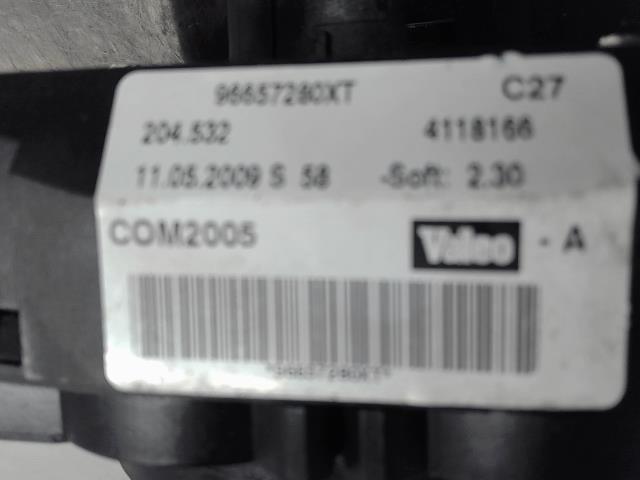 96657280XT C27
204.532 4118166
11.05.2009 S 58 -Soft: 2.30
COM2005 Valeo - A